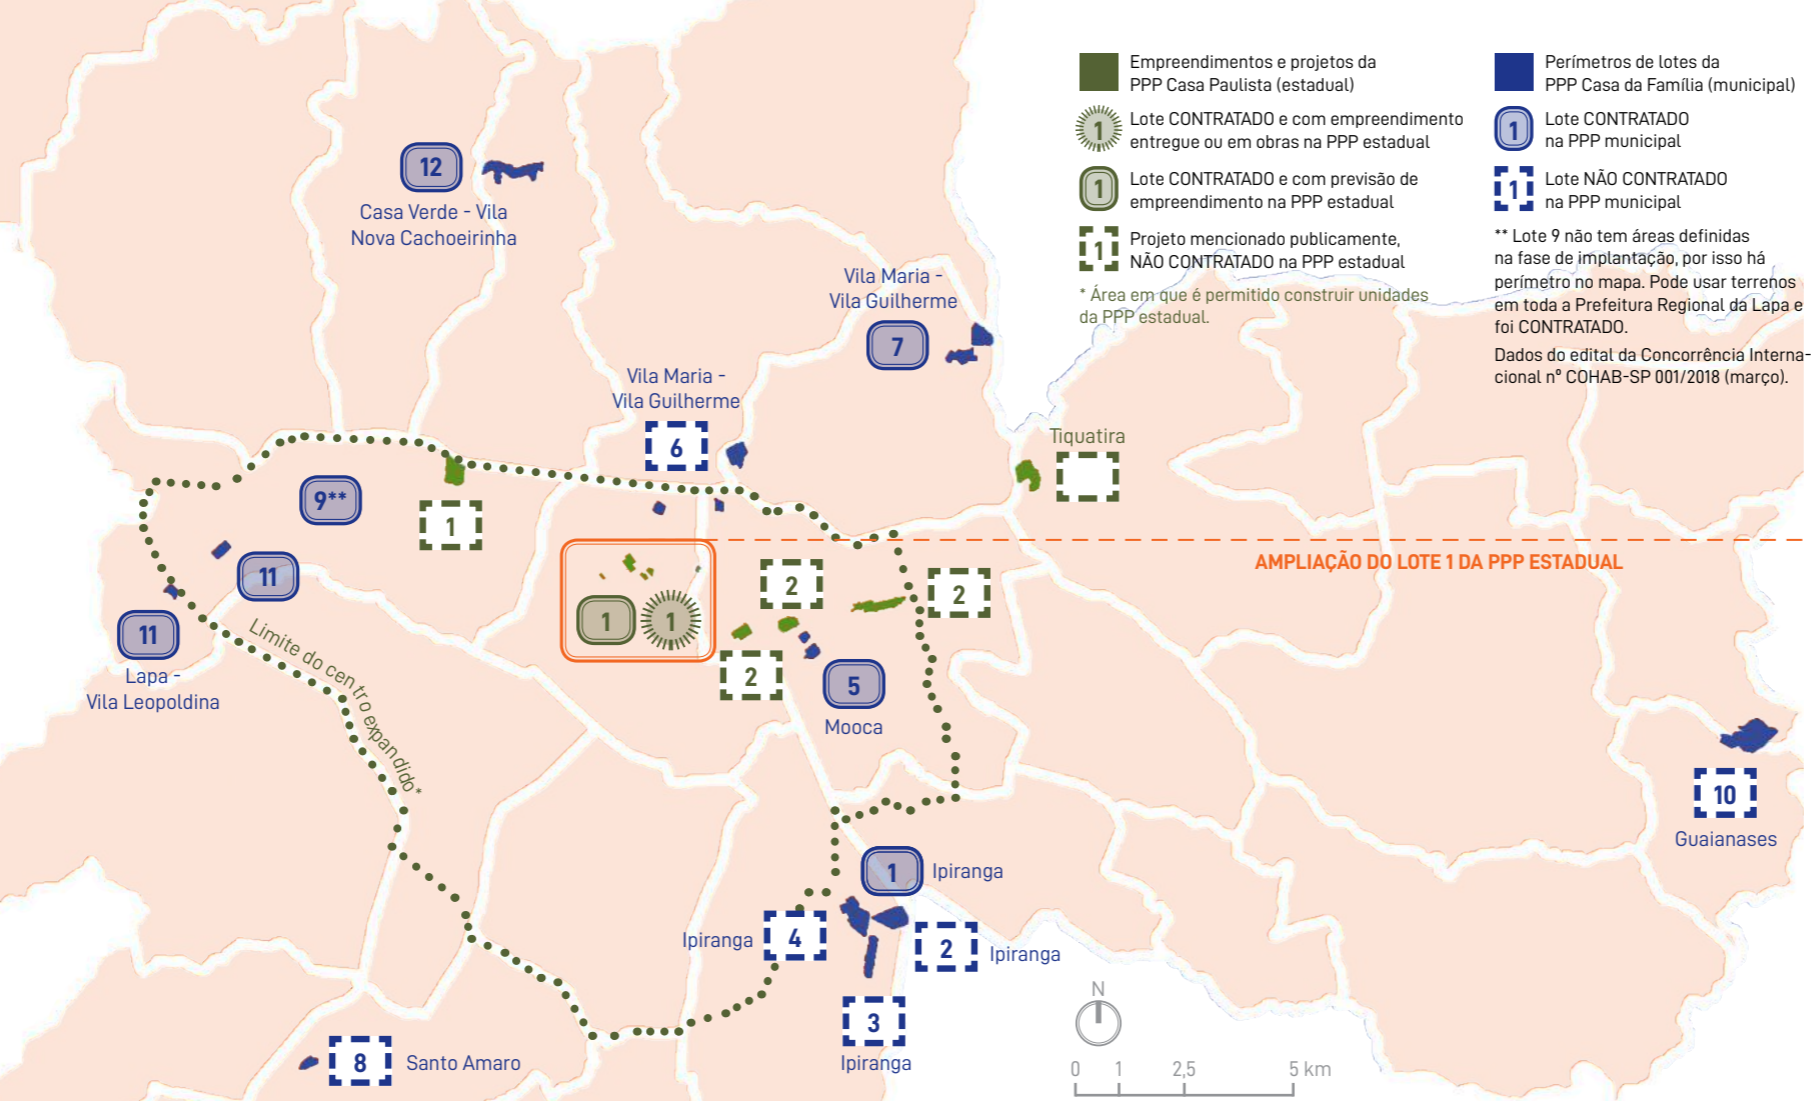 Empreendimentos e projetos da
PPP Casa Paulista (estadual)
1
Lote CONTRATADO e com empreendimento
entregue ou em obras na PPP estadual
1
Lote CONTRATADO e com previsão de
empreendimento na PPP estadual
1
Projeto mencionado publicamente,
NÃO CONTRATADO na PPP estadual
* Área em que é permitido construir unidades
da PPP estadual.
Perímetros de lotes da
PPP Casa da Família (municipal)
1
Lote CONTRATADO
na PPP municipal
1
Lote NÃO CONTRATADO
na PPP municipal
** Lote 9 não tem áreas definidas
na fase de implantação, por isso há
perímetro no mapa. Pode usar terrenos
em toda a Prefeitura Regional da Lapa e
foi CONTRATADO.
Dados do edital da Concorrência Interna-
cional nº COHAB-SP 001/2018 (março).
12
Casa Verde - Vila
Nova Cachoeirinha
Vila Maria -
Vila Guilherme
7
Vila Maria -
Vila Guilherme
6
Tiquatira
9**
1
AMPLIAÇÃO DO LOTE 1 DA PPP ESTADUAL
11
2
2
1
1
11
Lapa -
Vila Leopoldina
Limite do centro expandido*
2
5
Mooca
10
Guaianases
1
Ipiranga
Ipiranga
4
2
Ipiranga
3
Ipiranga
8
Santo Amaro
N
0
1
2,5
5 km